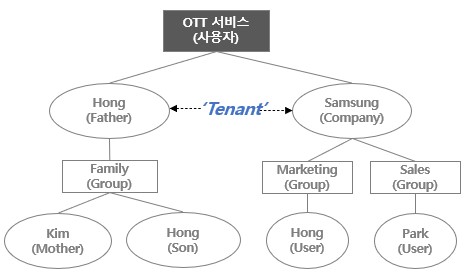 OTT 서비스
(사용자)
Hong
(Father)
‘Tenant’
Samsung
(Company)
Family
(Group)
Marketing
(Group)
Sales
(Group)
Kim
(Mother)
Hong
(Son)
Hong
(User)
Park
(User)